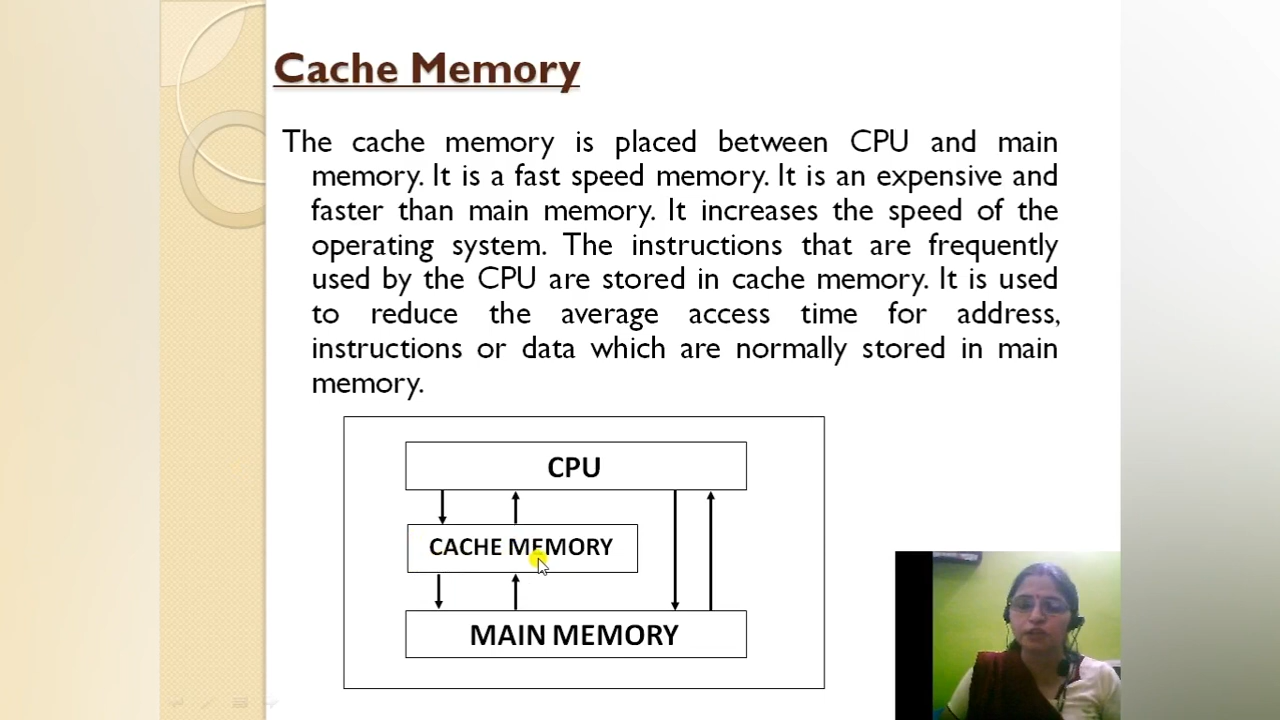 Cache Memory
The cache memory is placed between CPU and main
memory. It is a fast speed memory. It is an expensive and
faster than main memory. It increases the speed of the
operating system. The instructions that are frequently
used by the CPU are stored in cache memory. It is used
to reduce the average access time for address,
instructions or data which are normally stored in main
memory.
CPU
CACHE MEMORY
MAIN MEMORY